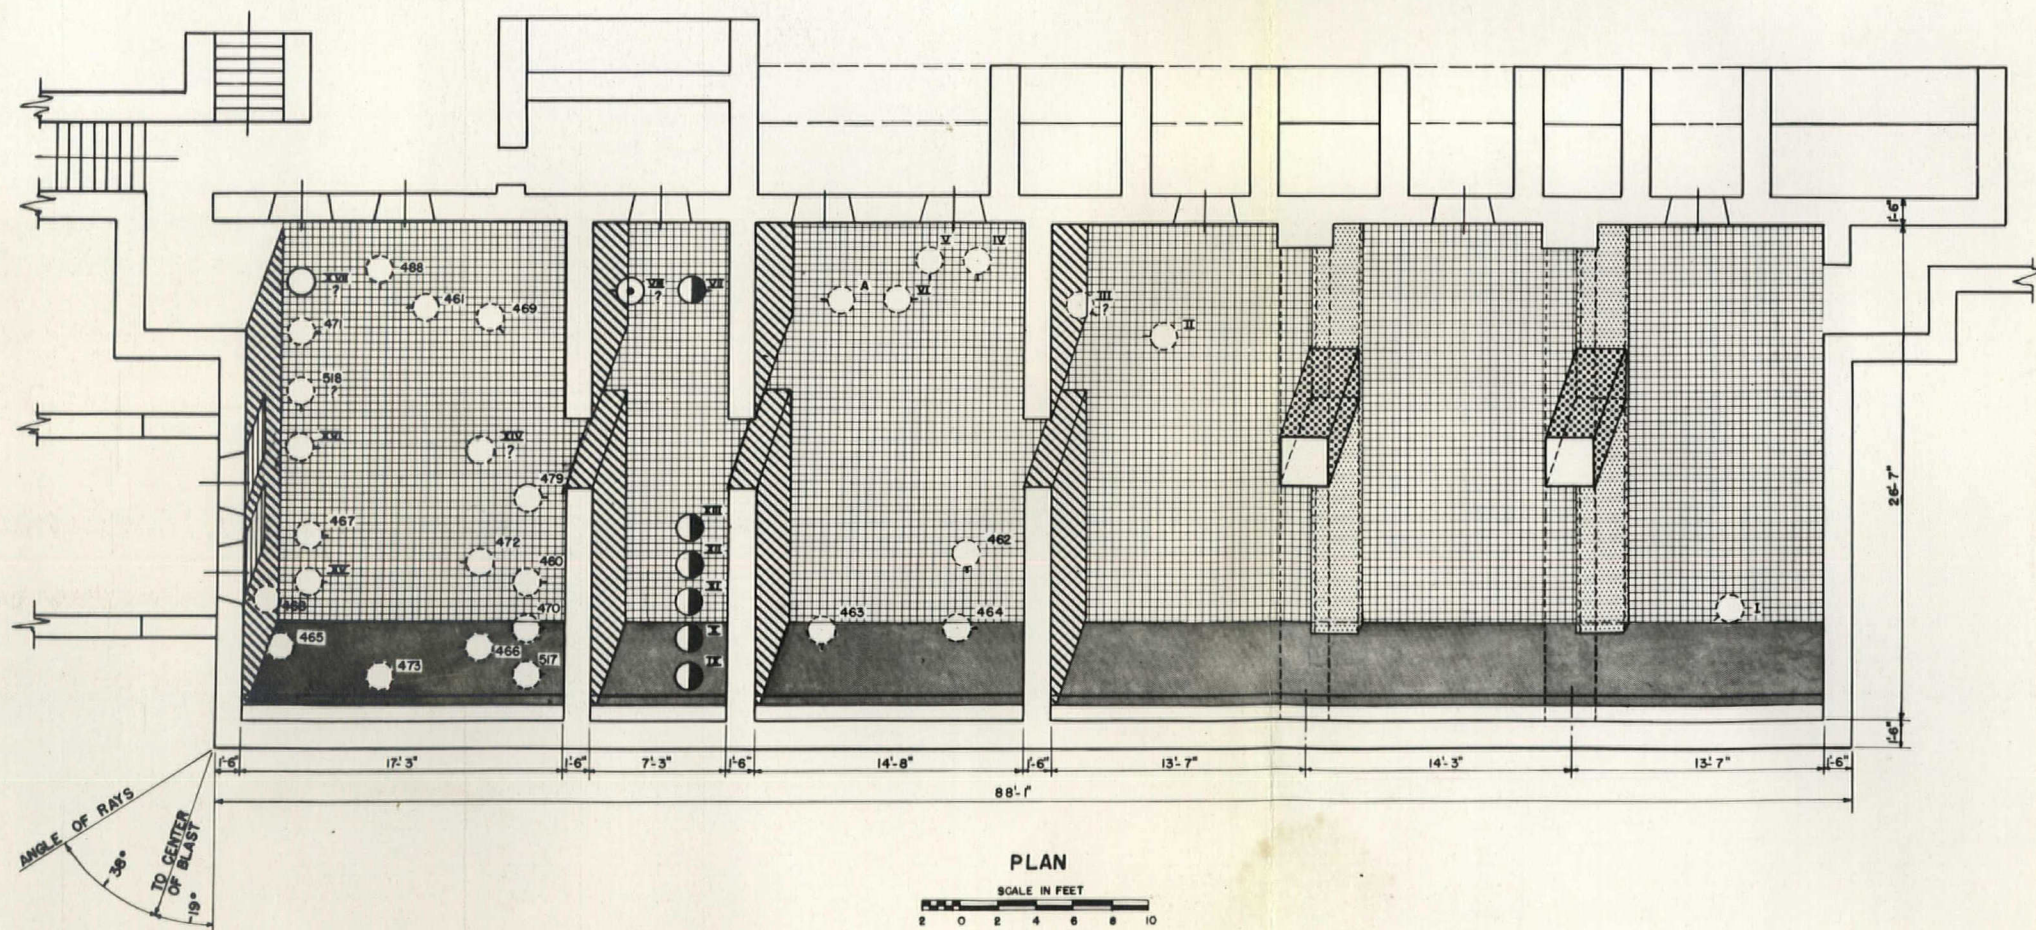 XVII
?
488
461
469
471
518
?
XVI
XIV
?
479
467
472
460
XV
468
470
465
466
473
517
VIII
?
VII
XIII
XII
XI
X
IX
V
IV
A
VI
462
463
464
III
?
II
I
1'-6"
26'-7"
1'-6"
1'-6"
17'-3"
1'-6"
7'-3"
1'-6"
14'-8"
1'-6"
13'-7"
14'-3"
13'-7"
1'-6"
88'-1"
ANGLE OF RAYS
38°
TO CENTER
OF BLAST
19°
PLAN
SCALE IN FEET
2 0 2 4 6 8 10